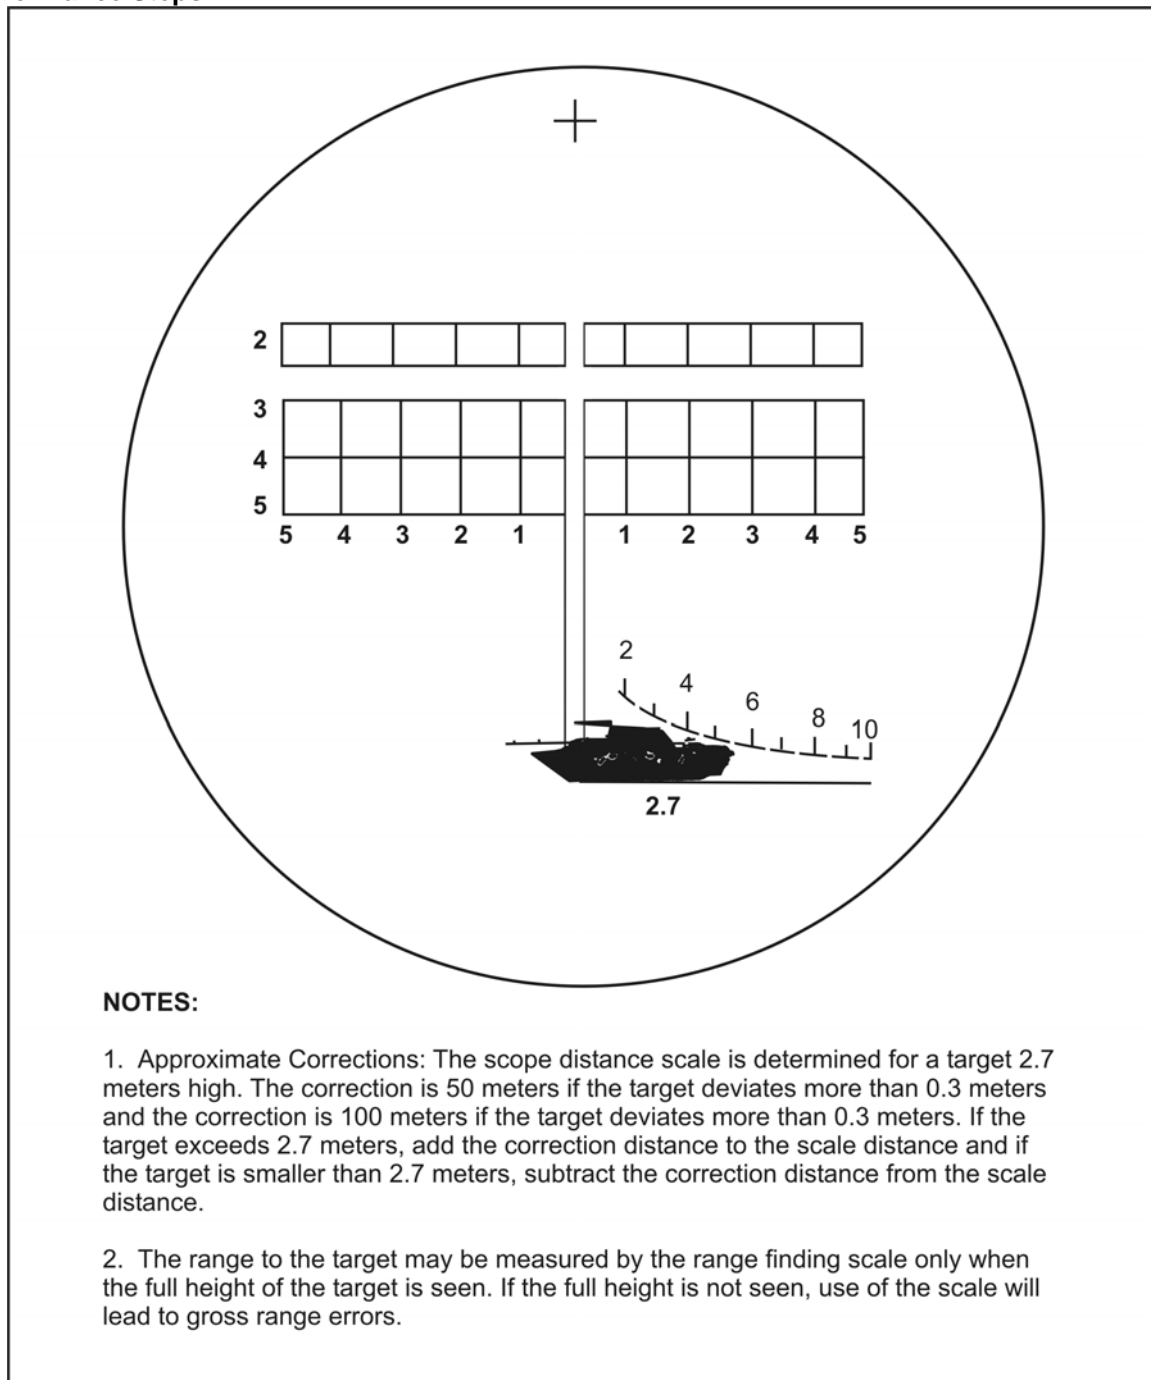 2
3
4
5
5 4 3 2 1 1 2 3 4 5
2
4
6
8
10
2.7
NOTES:
1. Approximate Corrections: The scope distance scale is determined for a target 2.7
meters high. The correction is 50 meters if the target deviates more than 0.3 meters
and the correction is 100 meters if the target deviates more than 0.3 meters. If the
target exceeds 2.7 meters, add the correction distance to the scale distance and if
the target is smaller than 2.7 meters, subtract the correction distance from the scale
distance.
2. The range to the target may be measured by the range finding scale only when
the full height of the target is seen. If the full height is not seen, use of the scale will
lead to gross range errors.